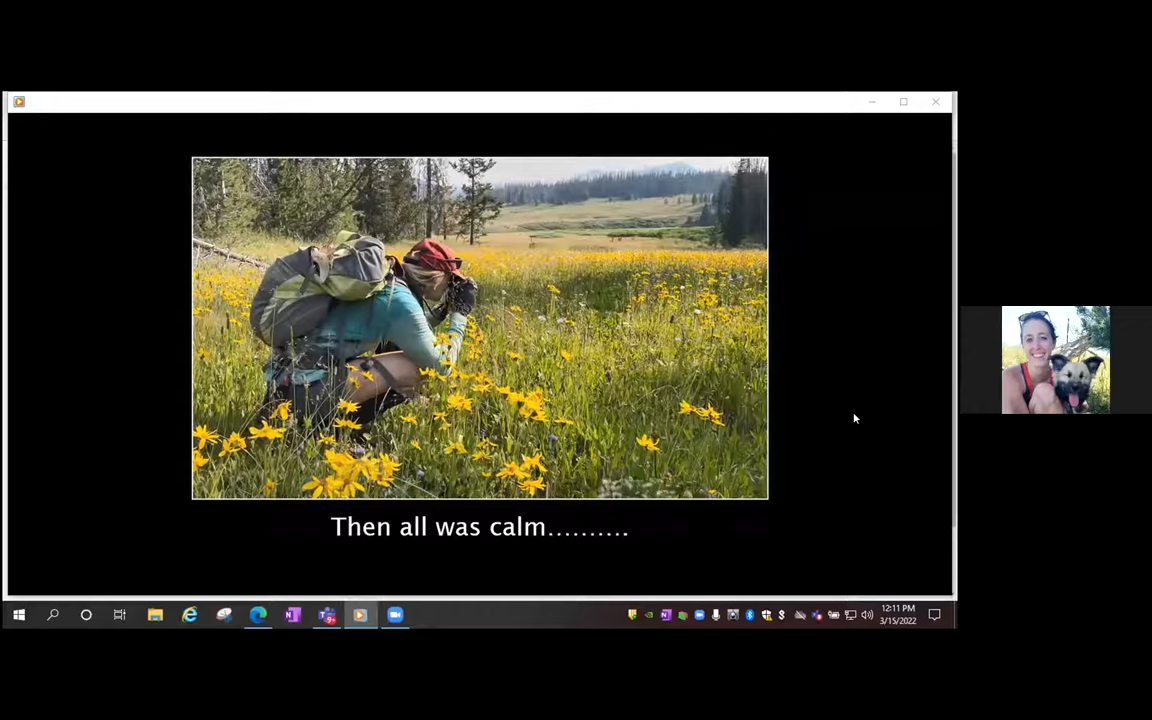 Then all was calm..........
12:11 PM
3/15/2022